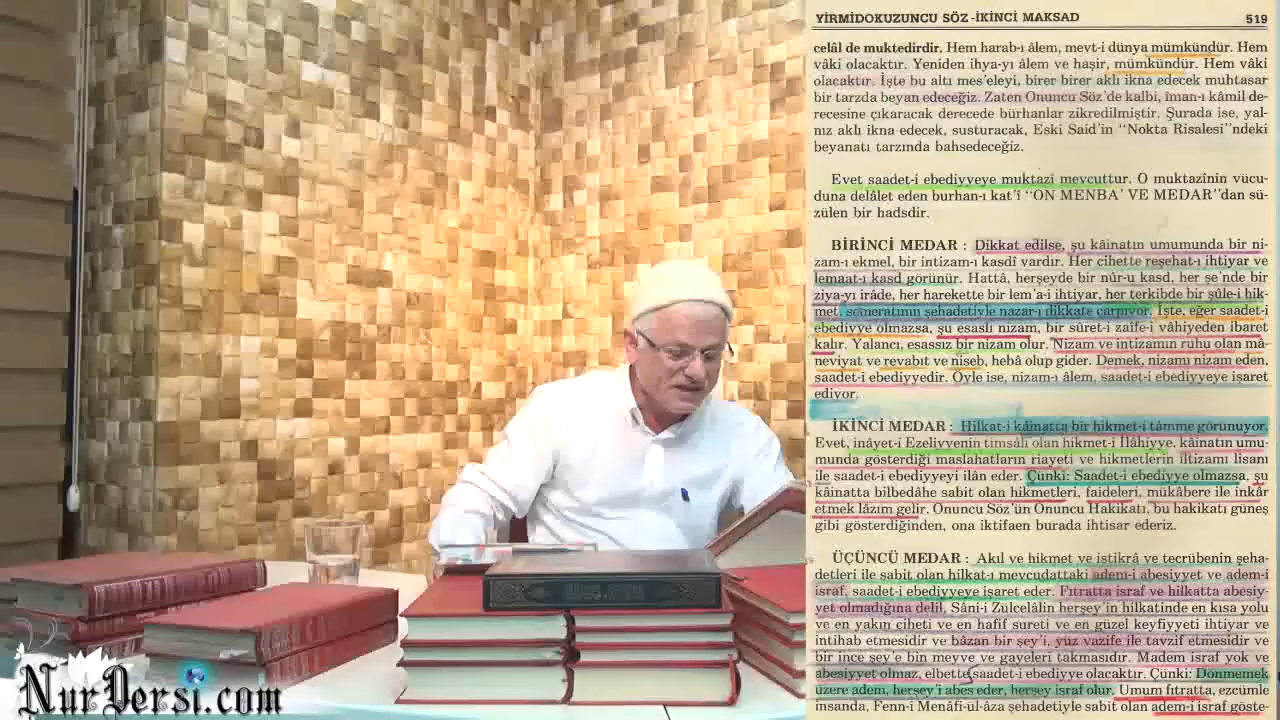 YİRMİDOKUZUNCU SÖZ -İKİNCİ MAKSAD 519
celâl de muktedirdir. Hem harab-ı âlem, mevt-i dünya mümkündür. Hem
vâki olacaktır. Yeniden ihya-yı âlem ve haşir, mümkündür. Hem vâki
olacaktır. İşte bu altı mes'eleyi, birer birer aklı ikna edecek muhtasar
bir tarzda beyan edeceğiz. Zaten Onuncu Söz'de kalbi, îman-ı kâmil de-
recesine çıkaracak derecede bürhanlar zikredilmiştir. Şurada ise, yal-
nız aklı ikna edecek, susturacak, Eski Said'in "Nokta Risalesi"ndeki
beyanatı tarzında bahsedeceğiz.
Evet saadet-i ebediyyeye muktazî mevcuttur. O muktazînin vücu-
duna delâlet eden burhan-ı kat'î "ON MENBA' VE MEDAR"dan sü-
zülen bir hadsdir.
BİRİNCİ MEDAR : Dikkat edilse, şu kâinatın umumunda bir ni-
zam-ı ekmel, bir intizam-ı kasdî vardır. Her cihette reşehat-ı ihtiyar ve
lemaat-ı kasd görünür. Hattâ, herşeyde bir nûr-u kasd, her şe'nde bir
ziya-yı irâde, her harekette bir lem'a-i ihtiyar, her terkibde bir şûle-i hik-
met, semeratının şehadetiyle nazar-ı dikkate çarpıyor. İşte, eğer saadet-i
ebediyye olmazsa, şu esaslı nizam, bir sûret-i zaife-i vâhiyeden ibaret
kalır. Yalancı, esassız bir nizam olur. Nizam ve intizamın ruhu olan mâ-
neviyat ve revabıt ve niseb, hebâ olup gider. Demek, nizamı nizam eden,
saadet-i ebediyyedir. Öyle ise, nizam-ı âlem, saadet-i ebediyyeye işaret
ediyor.
İKİNCİ MEDAR : Hilkat-i kâinatta bir hikmet-i tâmme görünüyor.
Evet, inâyet-i Ezeliyyenin timsâli olan hikmet-i İlâhiyye, kâinatın umu-
munda gösterdiği maslahatların riayeti ve hikmetlerin iltizamı lisanı
ile saadet-i ebediyyeyi ilân eder. Çünki: Saadet-i ebediyye olmazsa, şu
kâinatta bilbedâhe sabit olan hikmetleri, faideleri, mükâbere ile inkâr
etmek lâzım gelir. Onuncu Söz'ün Onuncu Hakikatı, bu hakikatı güneş
gibi gösterdiğinden, ona iktifaen burada ihtisar ederiz.
ÜÇÜNCÜ MEDAR : Akıl ve hikmet ve istikrâ ve tecrübenin şeha-
detleri ile sabit olan hilkat-ı mevcudattaki adem-i abesiyyet ve adem-i
israf, saadet-i ebediyyeye işaret eder. Fıtratta israf ve hilkatta abesiy-
yet olmadığına delil, Sâni-i Zülcelâlin herşey'in hilkatinde en kısa yolu
ve en yakın ciheti ve en hafif sureti ve en güzel keyfiyyeti ihtiyar ve
intihab etmesidir ve bâzan bir şey'i, yüz vazife ile tavzif etmesidir ve
bir ince şey'e bin meyve ve gayeleri takmasıdır. Madem israf yok ve
abesiyyet olmaz, elbette saadet-i ebediyye olacaktır. Çünki: Dönmemek
üzere adem, herşey'i abes eder, herşey israf olur. Umum fıtratta, ezcümle
insanda, Fenn-i Menâfi-ul-âza şehadetiyle sabit olan adem-i israf göste-
NurDersi.com